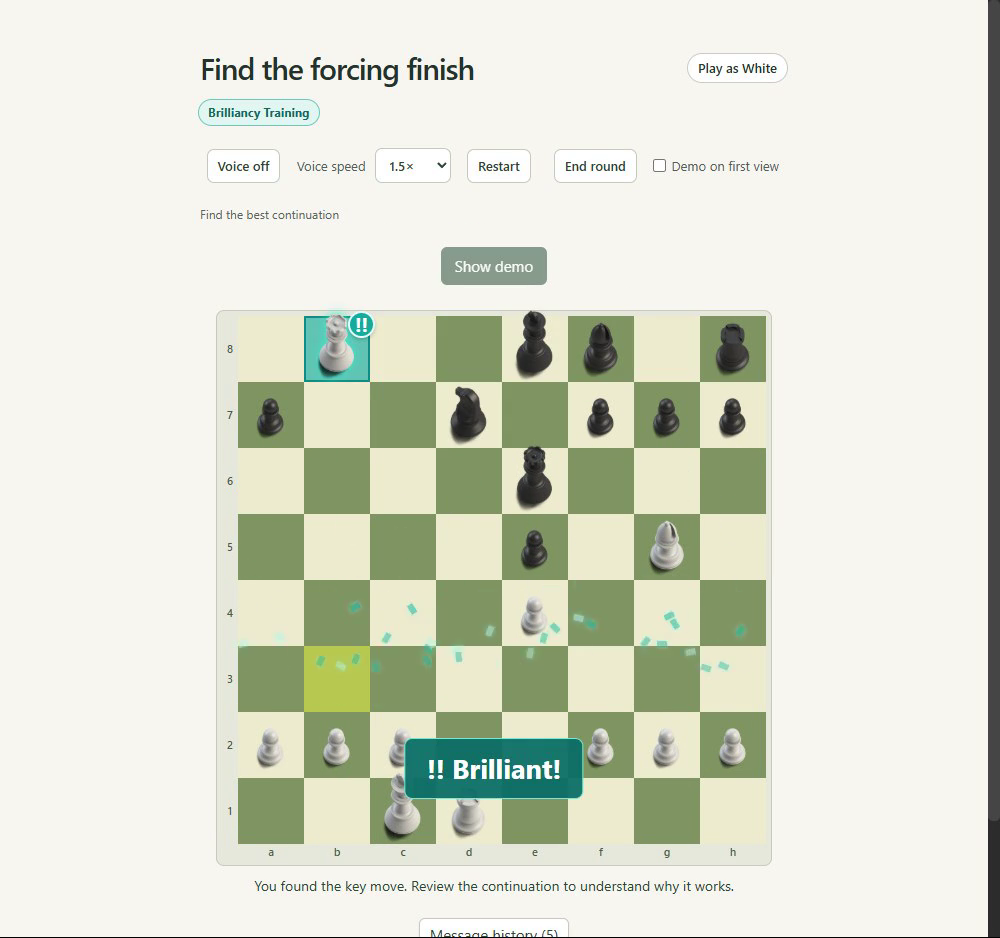 Find the forcing finish
Play as White
Brilliancy Training
Voice off
Voice speed
1.5×
Restart
End round
Demo on first view
Find the best continuation
Show demo
!!
8
7
6
5
4
3
2
1
!! Brilliant!
a b c d e f g h
You found the key move. Review the continuation to understand why it works.
Message history (5)